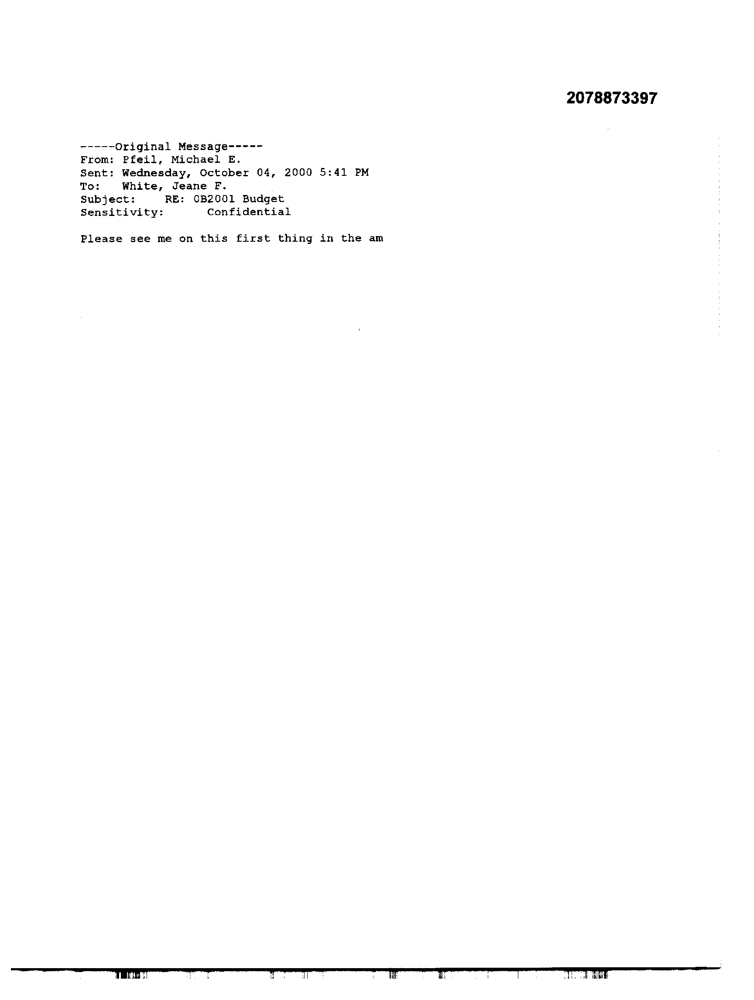 2078873397
-----Original Message-----
From: Pfeil, Michael E.
Sent: Wednesday, October 04, 2000 5:41 PM
To: White, Jeane F.
Subject: RE: OB2001 Budget
Sensitivity: Confidential
Please see me on this first thing in the am